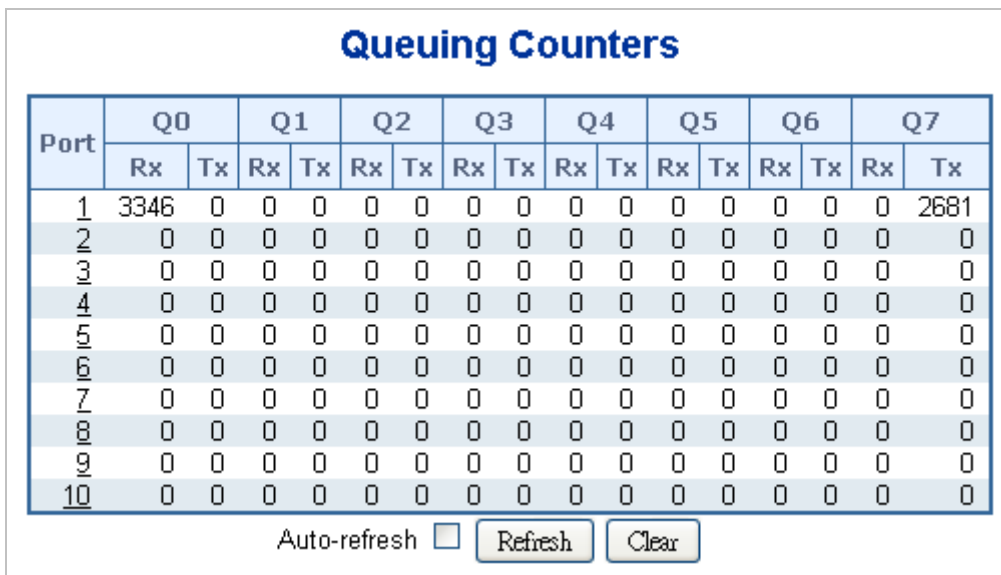 Queuing Counters
Port Q0 Q1 Q2 Q3 Q4 Q5 Q6 Q7
Rx Tx Rx Tx Rx Tx Rx Tx Rx Tx Rx Tx Rx Tx Rx Tx
1 3346 0 0 0 0 0 0 0 0 0 0 0 0 0 0 2681
2 0 0 0 0 0 0 0 0 0 0 0 0 0 0 0 0
3 0 0 0 0 0 0 0 0 0 0 0 0 0 0 0 0
4 0 0 0 0 0 0 0 0 0 0 0 0 0 0 0 0
5 0 0 0 0 0 0 0 0 0 0 0 0 0 0 0 0
6 0 0 0 0 0 0 0 0 0 0 0 0 0 0 0 0
7 0 0 0 0 0 0 0 0 0 0 0 0 0 0 0 0
8 0 0 0 0 0 0 0 0 0 0 0 0 0 0 0 0
9 0 0 0 0 0 0 0 0 0 0 0 0 0 0 0 0
10 0 0 0 0 0 0 0 0 0 0 0 0 0 0 0 0
Auto-refresh Refresh Clear